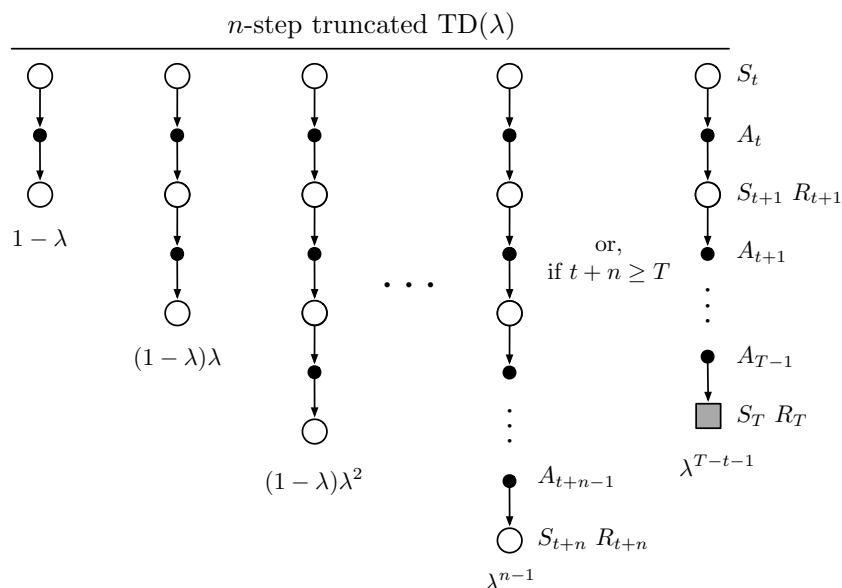 n-step truncated TD(λ)
S_t
A_t
S_{t+1} R_{t+1}
1 − λ
or,
if t + n ≥ T
A_{t+1}
· · ·
(1 − λ)λ
A_{T−1}
S_T R_T
(1 − λ)λ^2
λ^{T−t−1}
A_{t+n−1}
S_{t+n} R_{t+n}
λ^{n−1}